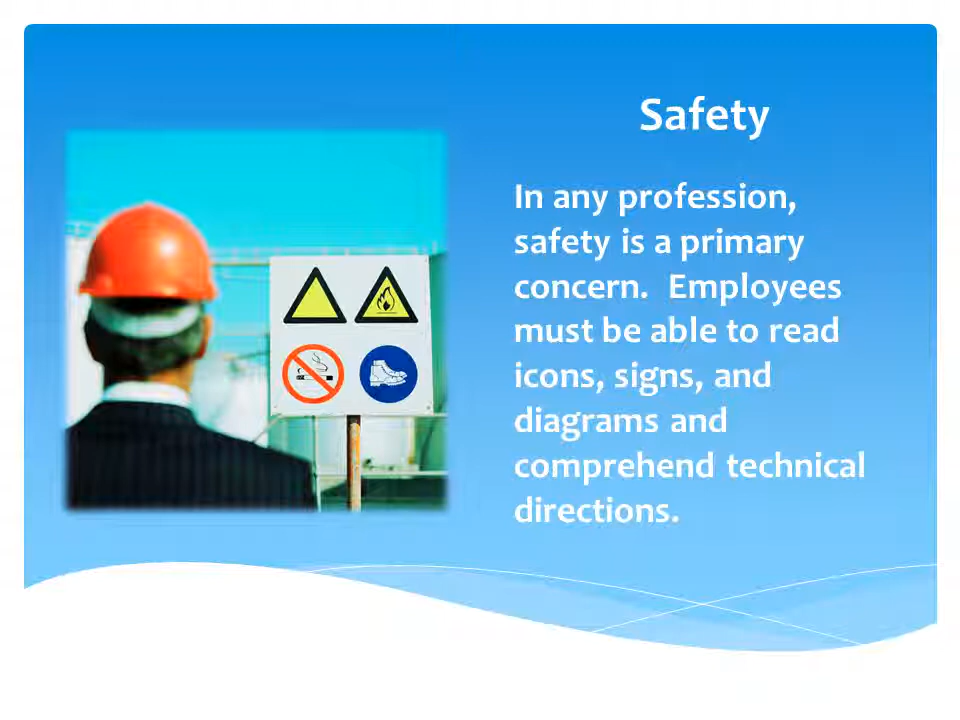 Safety
In any profession,
safety is a primary
concern.  Employees
must be able to read
icons, signs, and
diagrams and
comprehend technical
directions.